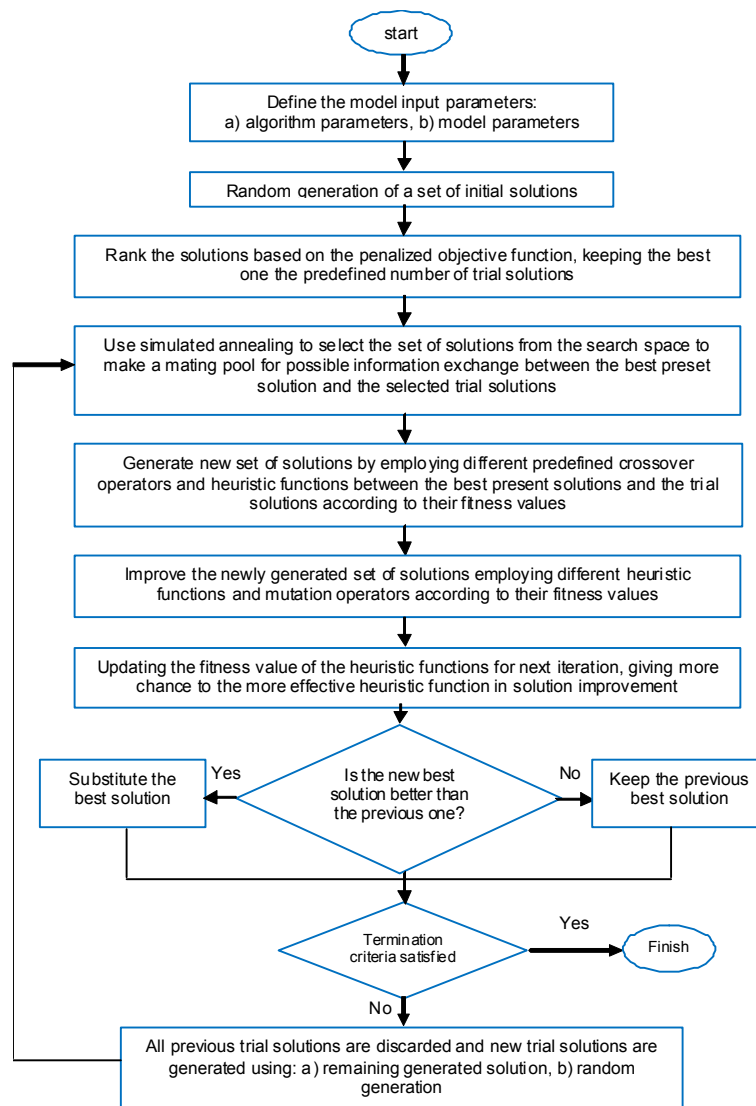 start
Define the model input parameters:
a) algorithm parameters, b) model parameters
Random generation of a set of initial solutions
Rank the solutions based on the penalized objective function, keeping the best
one the predefined number of trial solutions
Use simulated annealing to select the set of solutions from the search space to
make a mating pool for possible information exchange between the best preset
solution and the selected trial solutions
Generate new set of solutions by employing different predefined crossover
operators and heuristic functions between the best present solutions and the trial
solutions according to their fitness values
Improve the newly generated set of solutions employing different heuristic
functions and mutation operators according to their fitness values
Updating the fitness value of the heuristic functions for next iteration, giving more
chance to the more effective heuristic function in solution improvement
Substitute the
best solution
Yes
Is the new best
solution better than
the previous one?
No
Keep the previous
best solution
Termination
criteria satisfied
Yes
Finish
No
All previous trial solutions are discarded and new trial solutions are
generated using: a) remaining generated solution, b) random
generation